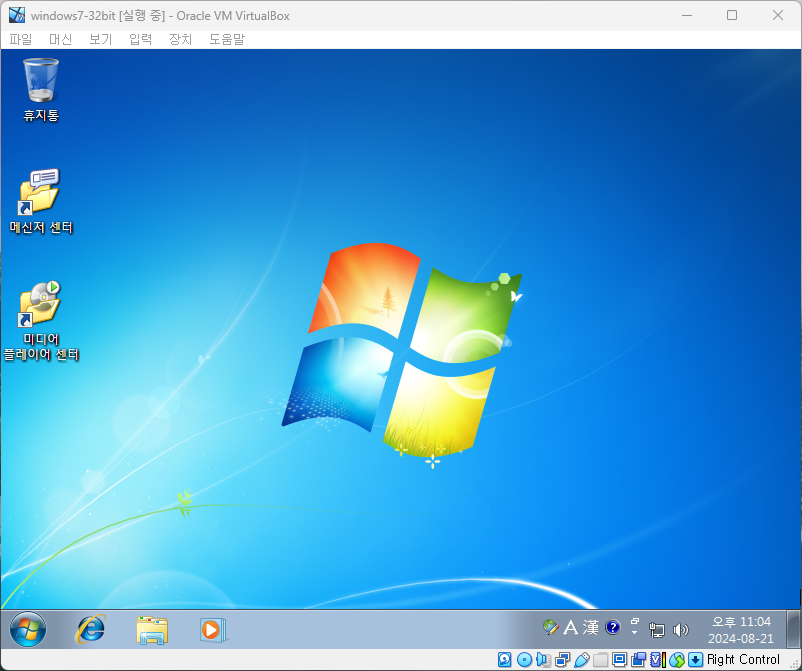 windows7-32bit [실행 중] - Oracle VM VirtualBox
파일 머신 보기 입력 장치 도움말
휴지통
메신저 센터
미디어
플레이어 센터
A 漢 ?
오후 11:04
2024-08-21
Right Control